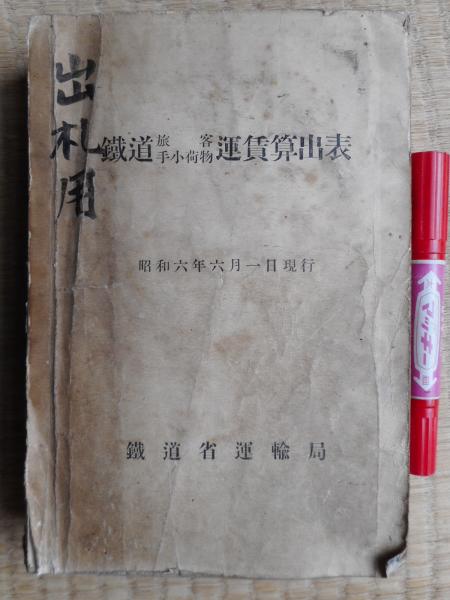 出札用
鐵道旅客手小荷物運賃算出表
昭和六年六月一日現行
鐵道省運輸局
マッキー